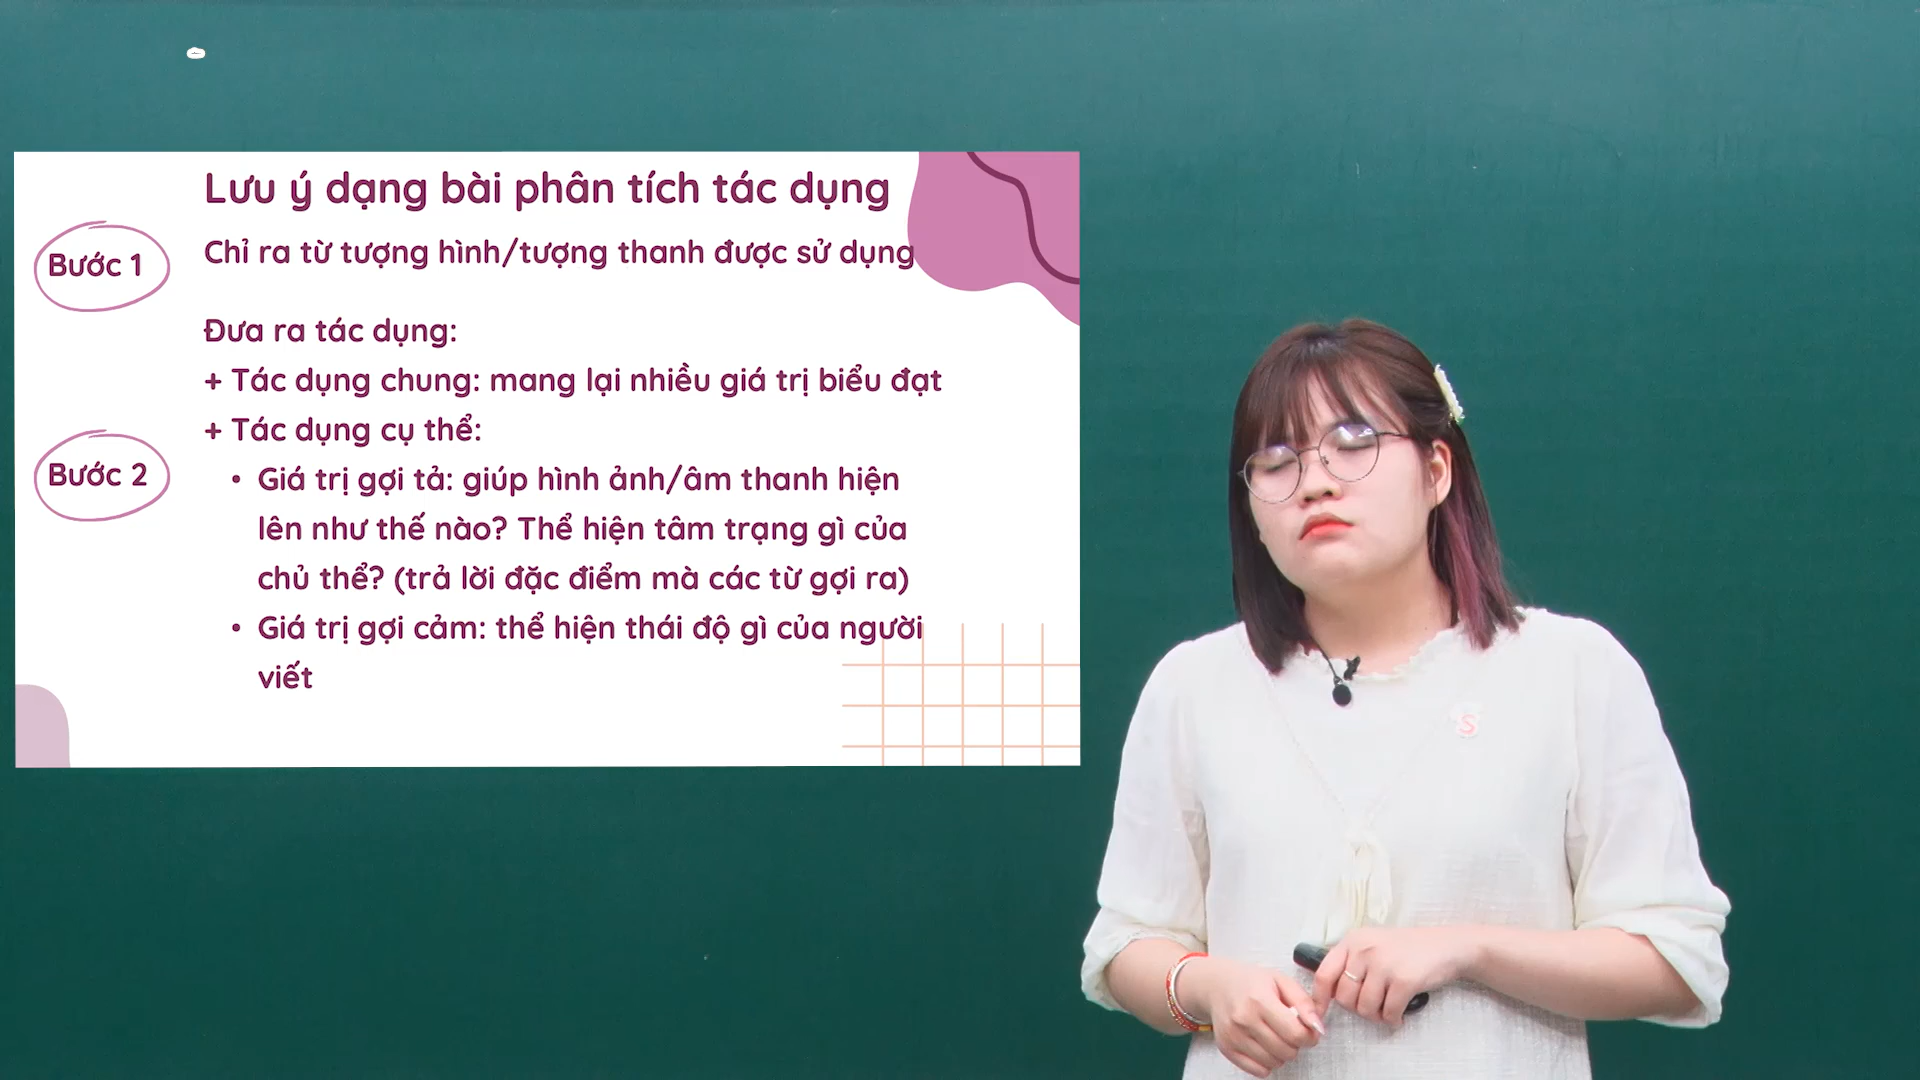 Lưu ý dạng bài phân tích tác dụng
Bước 1
Chỉ ra từ tượng hình/tượng thanh được sử dụng
Bước 2
Đưa ra tác dụng:
+ Tác dụng chung: mang lại nhiều giá trị biểu đạt
+ Tác dụng cụ thể:
• Giá trị gợi tả: giúp hình ảnh/âm thanh hiện
lên như thế nào? Thể hiện tâm trạng gì của
chủ thể? (trả lời đặc điểm mà các từ gợi ra)
• Giá trị gợi cảm: thể hiện thái độ gì của người
viết
S